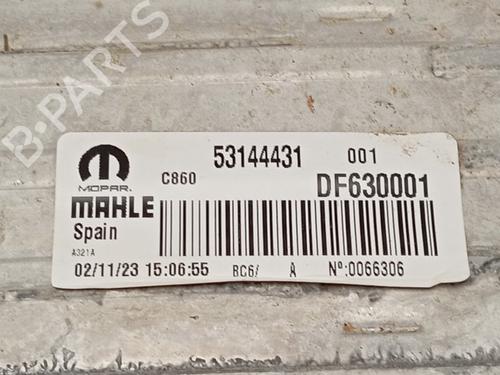 B-PARTS
MOPAR.
MAHLE
Spain
A321A
C860
53144431 001
DF630001
02/11/23 15:06:55 BC6/ A Nº:0066306